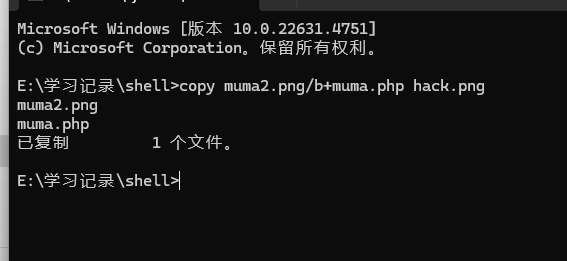 Microsoft Windows [版本 10.0.22631.4751]
(c) Microsoft Corporation。保留所有权利。
E:\学习记录\shell>copy muma2.png/b+muma.php hack.png
muma2.png
muma.php
已复制         1 个文件。
E:\学习记录\shell>